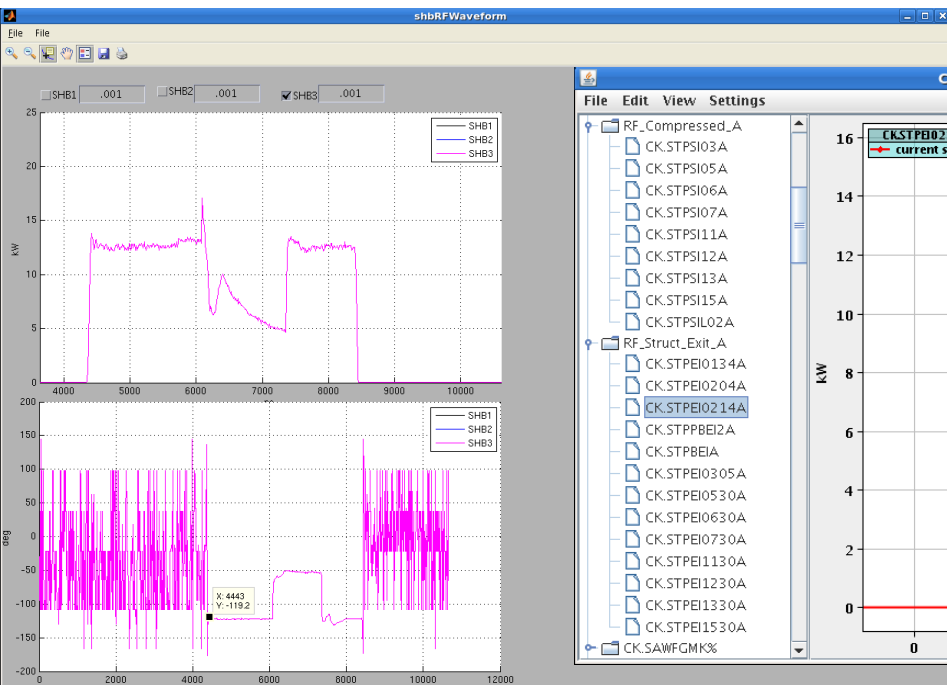 shbRFWaveform
File File
SHB1 .001 SHB2 .001 SHB3 .001
25
20
15
10
5
0
kW
4000 5000 6000 7000 8000 9000 10000
SHB1
SHB2
SHB3
200
150
100
50
0
-50
-100
-150
-200
deg
0 2000 4000 6000 8000 10000 12000
SHB1
SHB2
SHB3
X: 4443
Y: -119.2
File Edit View Settings
RF_Compressed_A
CK.STPSI03A
CK.STPSI05A
CK.STPSI06A
CK.STPSI07A
CK.STPSI11A
CK.STPSI12A
CK.STPSI13A
CK.STPSI15A
CK.STPSIL02A
RF_Struct_Exit_A
CK.STPEI0134A
CK.STPEI0204A
CK.STPEI0214A
CK.STPPBEI2A
CK.STPBEIA
CK.STPEI0305A
CK.STPEI0530A
CK.STPEI0630A
CK.STPEI0730A
CK.STPEI1130A
CK.STPEI1230A
CK.STPEI1330A
CK.STPEI1530A
CK.SAWFGMK%
16
14
12
10
8
6
4
2
0
kW
0
CK.STPEI02
current s